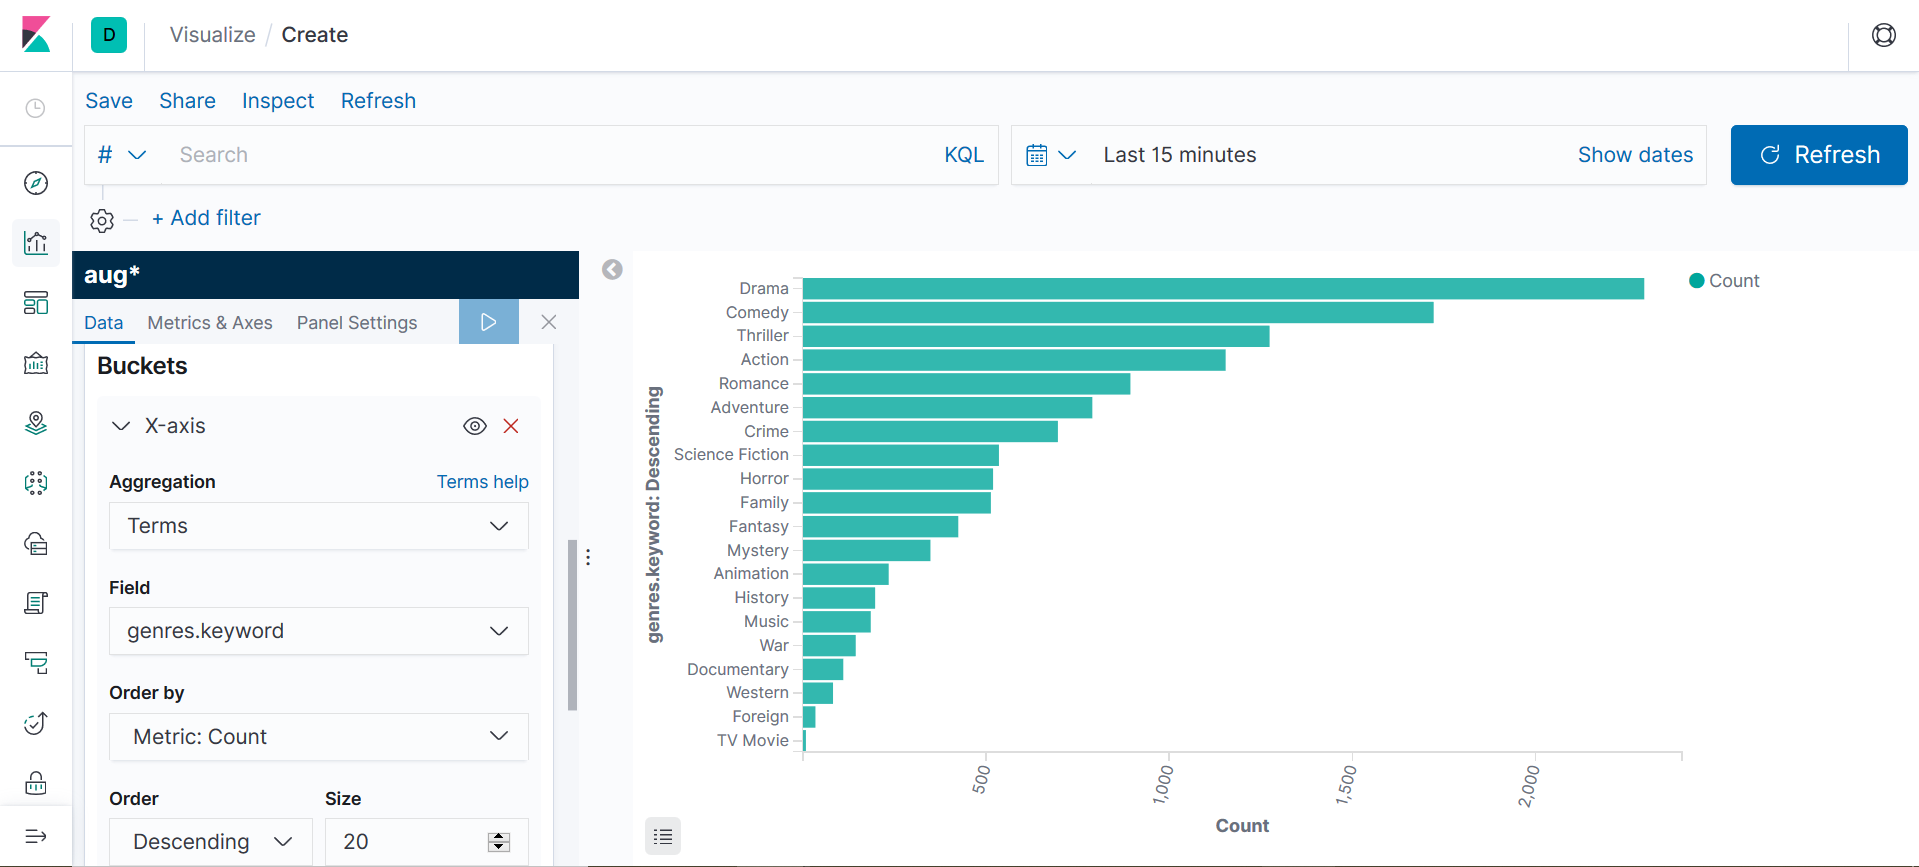 D Visualize / Create
Save Share Inspect Refresh
# Search KQL Last 15 minutes Show dates Refresh
+ Add filter
aug*
Data Metrics & Axes Panel Settings
Buckets
X-axis
Aggregation Terms help
Terms
Field
genres.keyword
Order by
Metric: Count
Order Size
Descending 20
genres.keyword: Descending
Drama
Comedy
Thriller
Action
Romance
Adventure
Crime
Science Fiction
Horror
Family
Fantasy
Mystery
Animation
History
Music
War
Documentary
Western
Foreign
TV Movie
500 1,000 1,500 2,000
Count
Count